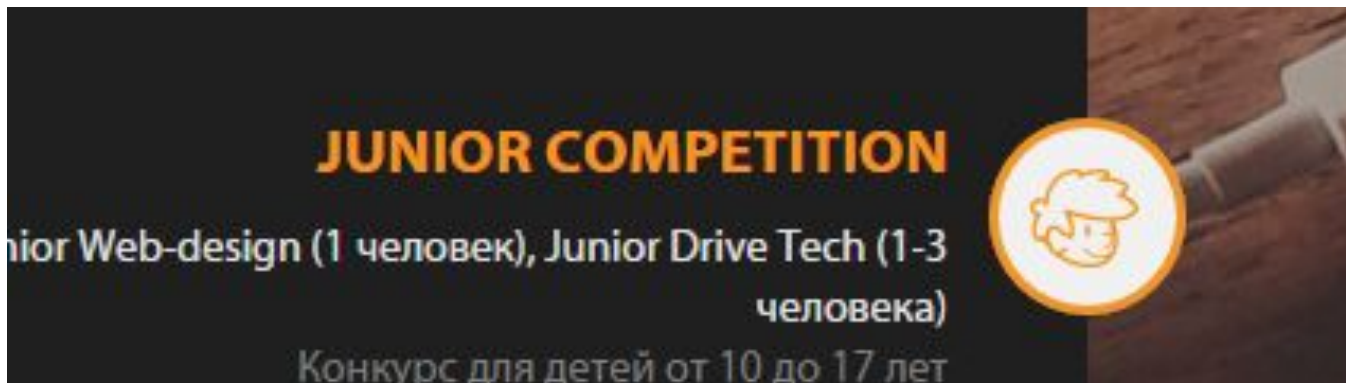 JUNIOR COMPETITION
nior Web-design (1 человек), Junior Drive Tech (1-3
человека)
Конкурс для детей от 10 до 17 лет